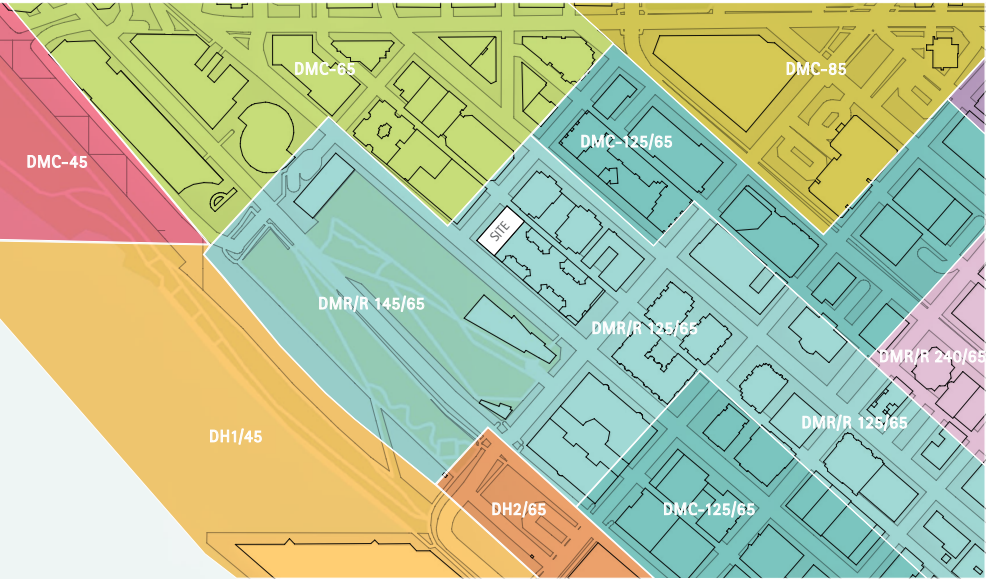 DMC-65
DMC-85
DMC-125/65
DMC-45
SITE
DMR/R 145/65
DMR/R 125/65
DMR/R 240/65
DMR/R 125/65
DH1/45
DH2/65
DMC-125/65